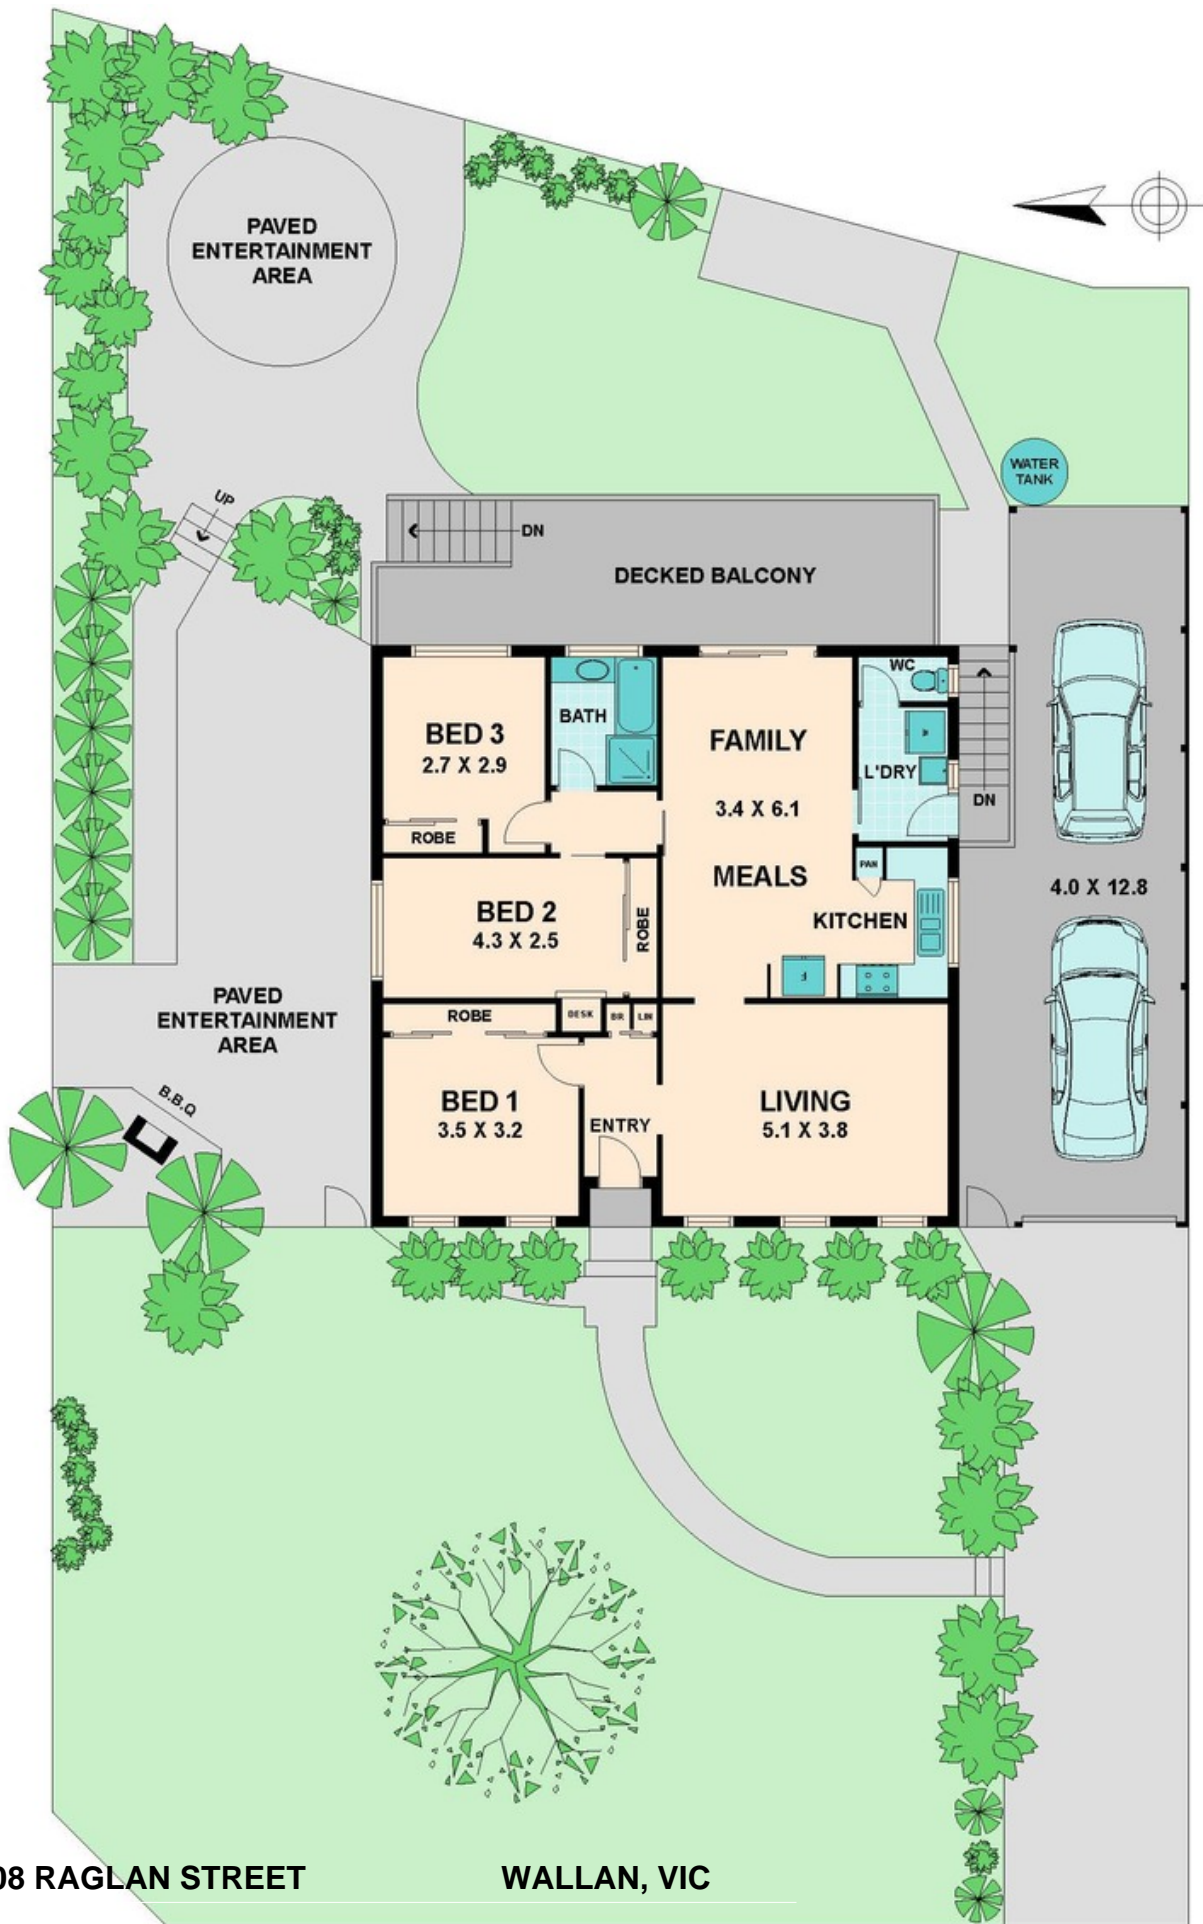 PAVED
ENTERTAINMENT
AREA
WATER
TANK
UP
DN
DECKED BALCONY
WC
BATH
BED 3
2.7 X 2.9
FAMILY
L'DRY
3.4 X 6.1
DN
ROBE
MEALS
PAN
4.0 X 12.8
BED 2
4.3 X 2.5
ROBE
KITCHEN
PAVED
ENTERTAINMENT
AREA
ROBE
DESK
BR
LIN
B.B.Q
BED 1
3.5 X 3.2
ENTRY
LIVING
5.1 X 3.8
08 RAGLAN STREET
WALLAN, VIC